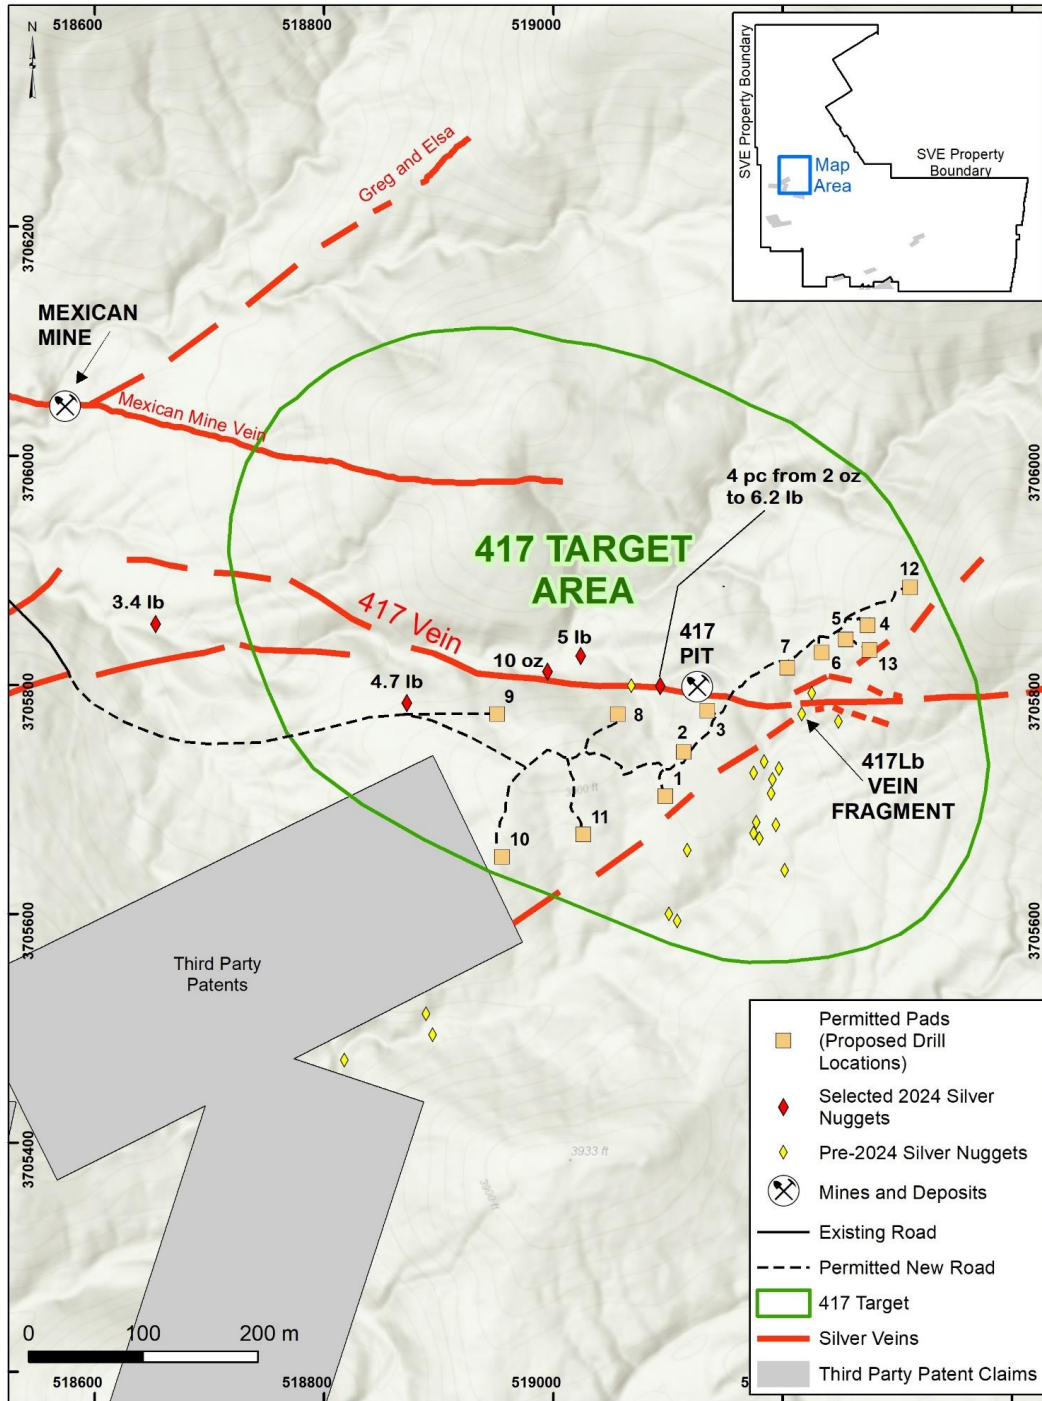 518600
518800
519000
N
SVE Property Boundary
SVE Property
Boundary
Map
Area
Greg and Elsa
3706200
MEXICAN
MINE
Mexican Mine Vein
3706000
3706000
4 pc from 2 oz
to 6.2 lb
417 TARGET
AREA
12
3.4 lb
417 Vein
5
4
5 lb
417
PIT
7
6
13
10 oz
3705800
3705800
4.7 lb
9
8
3
2
417Lb
VEIN
FRAGMENT
1
11
10
3705600
3705600
Third Party
Patents
Permitted Pads
(Proposed Drill
Locations)
Selected 2024 Silver
Nuggets
Pre-2024 Silver Nuggets
Mines and Deposits
Existing Road
Permitted New Road
417 Target
Silver Veins
Third Party Patent Claims
3705400
3933 ft
3900 ft
0
100
200 m
518600
518800
519000